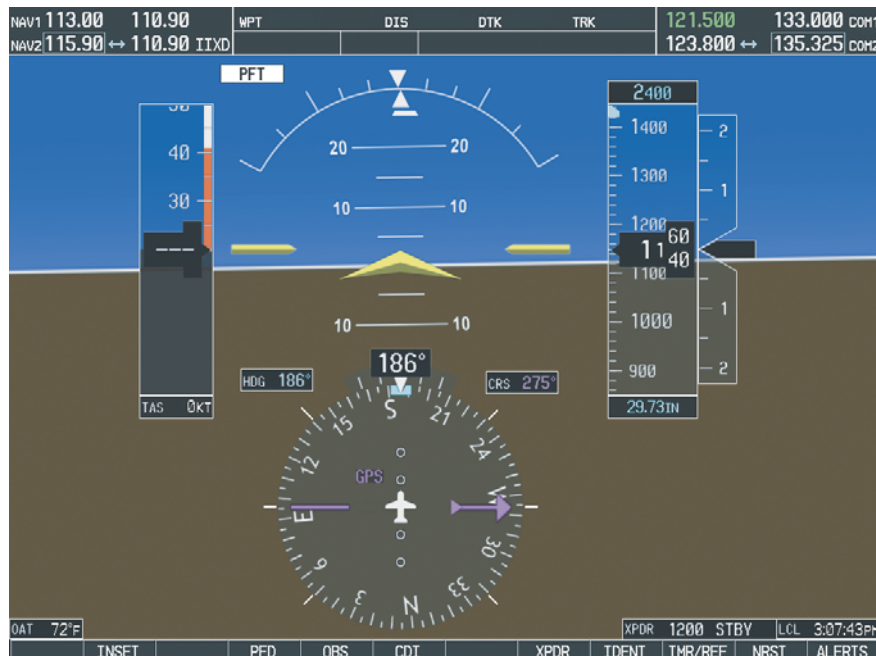 NAV1 113.00 110.90
NAV2 115.90 ↔ 110.90 IIXD
WPT DIS DTK TRK
121.500 133.000 COM1
123.800 ↔ 135.325 COM2
PFT
40
30
---
TAS 0KT
20 20
10 10
10 10
2400
1400
1300
1200
1100
1000
900
11
60
40
2
1
1
2
29.73IN
HDG 186°
186°
CRS 275°
S
21
24
W
30
33
N
3
6
E
12
15
GPS
OAT 72°F
XPDR 1200 STBY LCL 3:07:43PM
INSET PFD OBS CDI XPDR IDENT TMR/REF NRST ALERTS